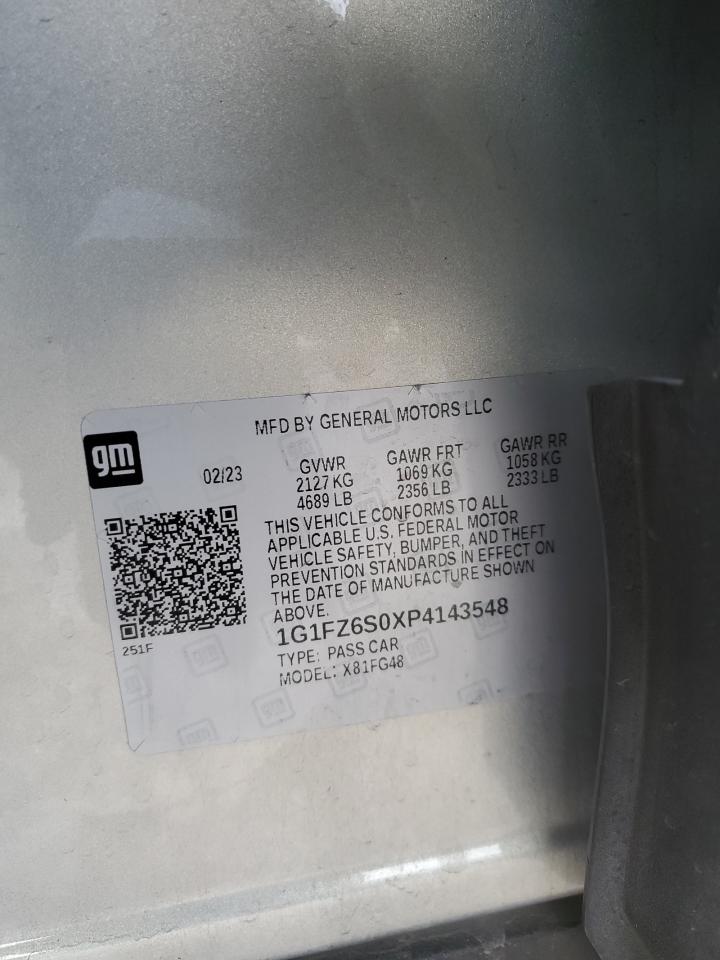 MFD BY GENERAL MOTORS LLC
gm
02/23
GVWR
2127 KG
4689 LB
GAWR FRT
1069 KG
2356 LB
GAWR RR
1058 KG
2333 LB
THIS VEHICLE CONFORMS TO ALL
APPLICABLE U.S. FEDERAL MOTOR
VEHICLE SAFETY, BUMPER, AND THEFT
PREVENTION STANDARDS IN EFFECT ON
THE DATE OF MANUFACTURE SHOWN
ABOVE.
1G1FZ6S0XP4143548
TYPE: PASS CAR
MODEL: X81FG48
251F